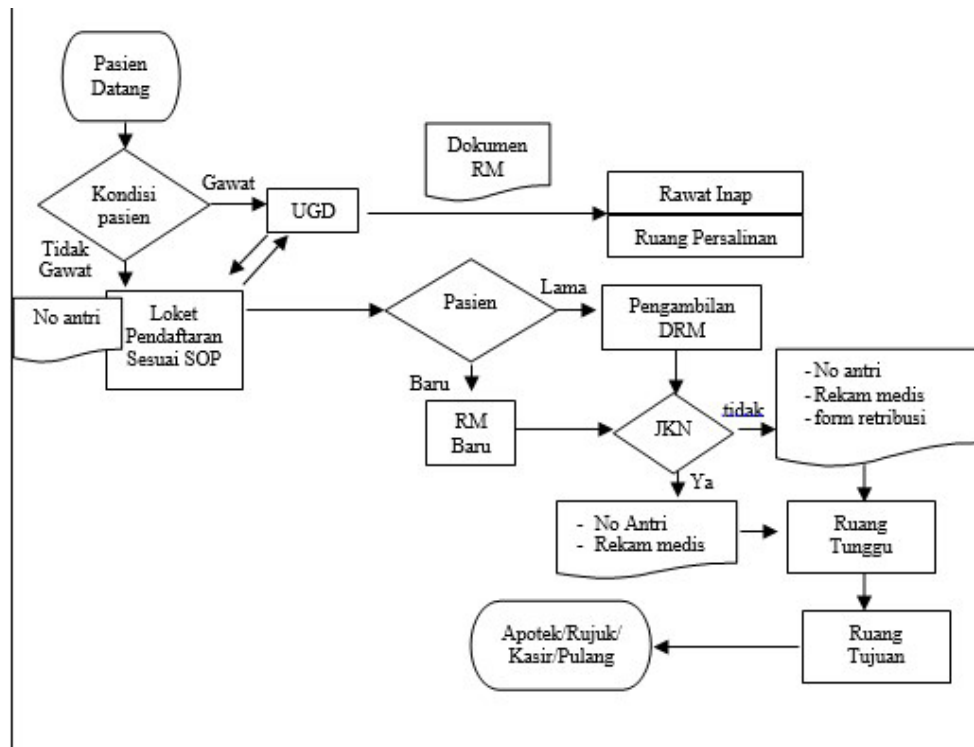 Pasien
Datang
Kondisi
pasien
Gawat
UGD
Dokumen
RM
Rawat Inap
Ruang Persalinan
Tidak
Gawat
No antri
Loket
Pendaftaran
Sesuai SOP
Pasien
Lama
Pengambilan
DRM
Baru
RM
Baru
JKN
tidak
- No antri
- Rekam medis
- form retribusi
Ya
- No Antri
- Rekam medis
Ruang
Tunggu
Ruang
Tujuan
Apotek/Rujuk/
Kasir/Pulang